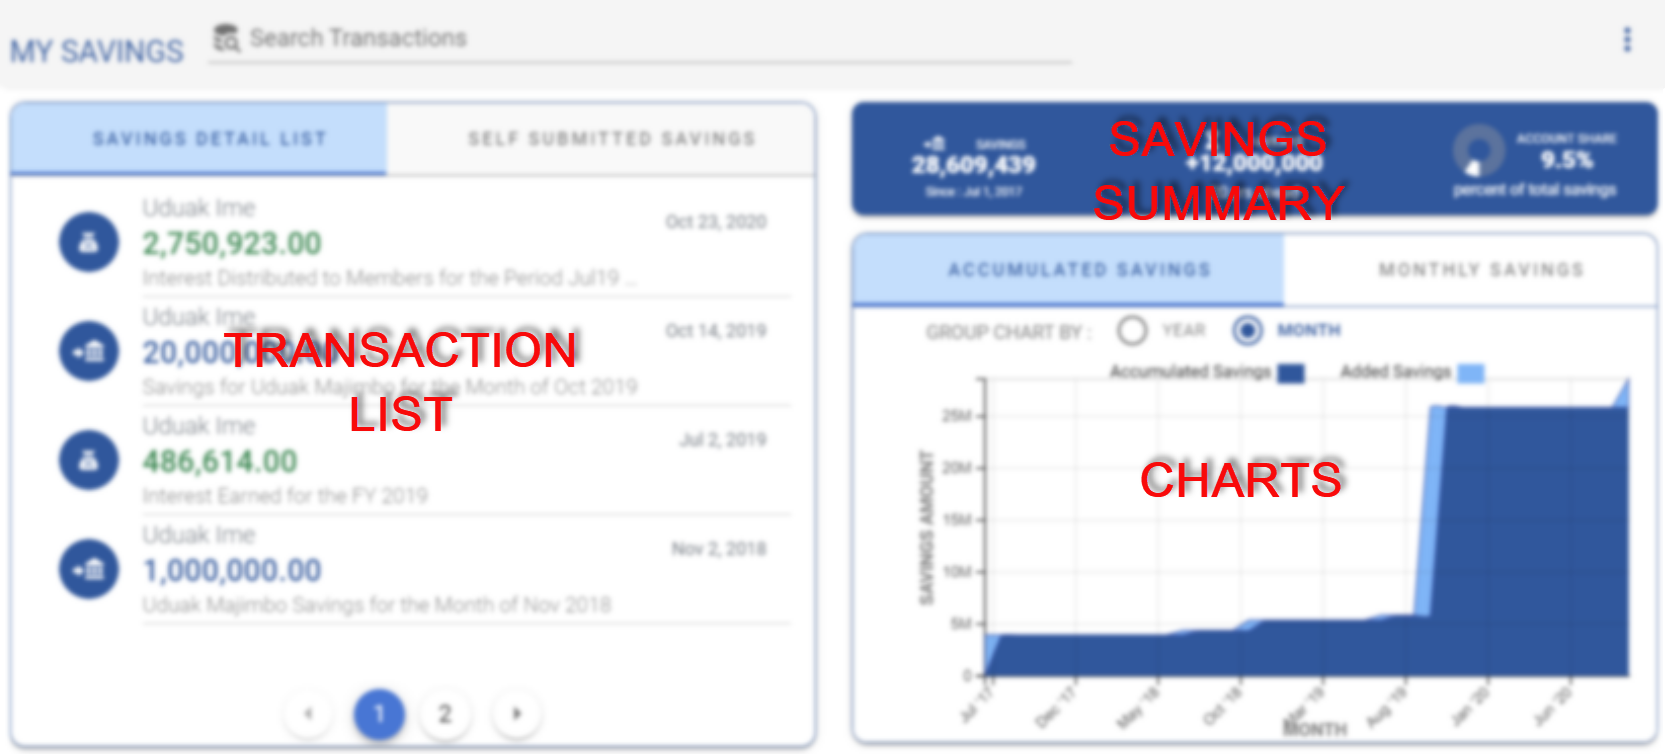 MY SAVINGS
Search Transactions
SAVINGS DETAIL LIST
SELF SUBMITTED SAVINGS
Uduak Ime
Oct 23, 2020
2,750,923.00
Interest Distributed to Members for the Period Jul19 ...
Uduak Ime
Oct 14, 2019
20,000,000.00
Savings for Uduak Majimbo for the Month of Oct 2019
TRANSACTION
LIST
Uduak Ime
Jul 2, 2019
486,614.00
Interest Earned for the FY 2019
Uduak Ime
Nov 2, 2018
1,000,000.00
Uduak Majimbo Savings for the Month of Nov 2018
1
2
SAVINGS
28,609,439
Since : Jul 1, 2017
SAVINGS
SUMMARY
+12,000,000
ACCOUNT SHARE
9.5%
percent of total savings
ACCUMULATED SAVINGS
MONTHLY SAVINGS
GROUP CHART BY :
YEAR
MONTH
Accumulated Savings
Added Savings
CHARTS
SAVINGS AMOUNT
25M
20M
15M
10M
5M
0
Jul '17
Dec '17
May '18
Oct '18
Mar '19
Aug '19
Jan '20
Jun '20
MONTH